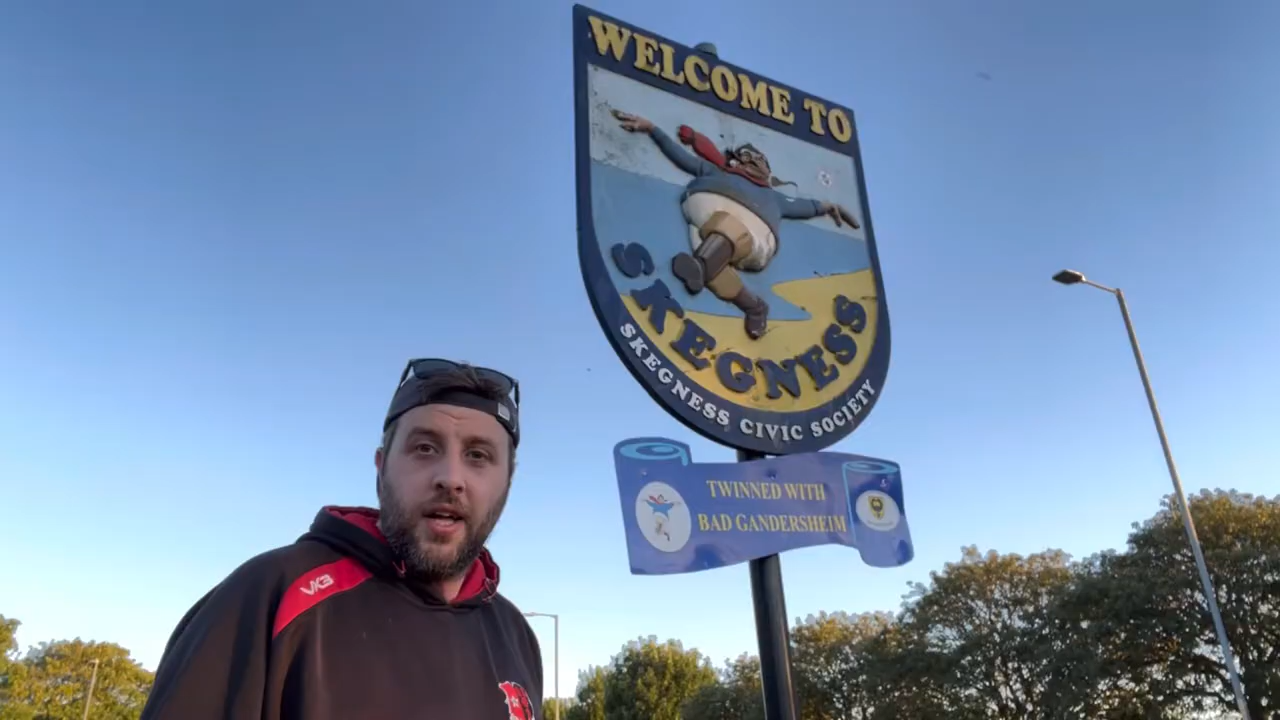 WELCOME TO
SKEGNESS
SKEGNESS CIVIC SOCIETY
TWINNED WITH
BAD GANDERSHEIM
VX3